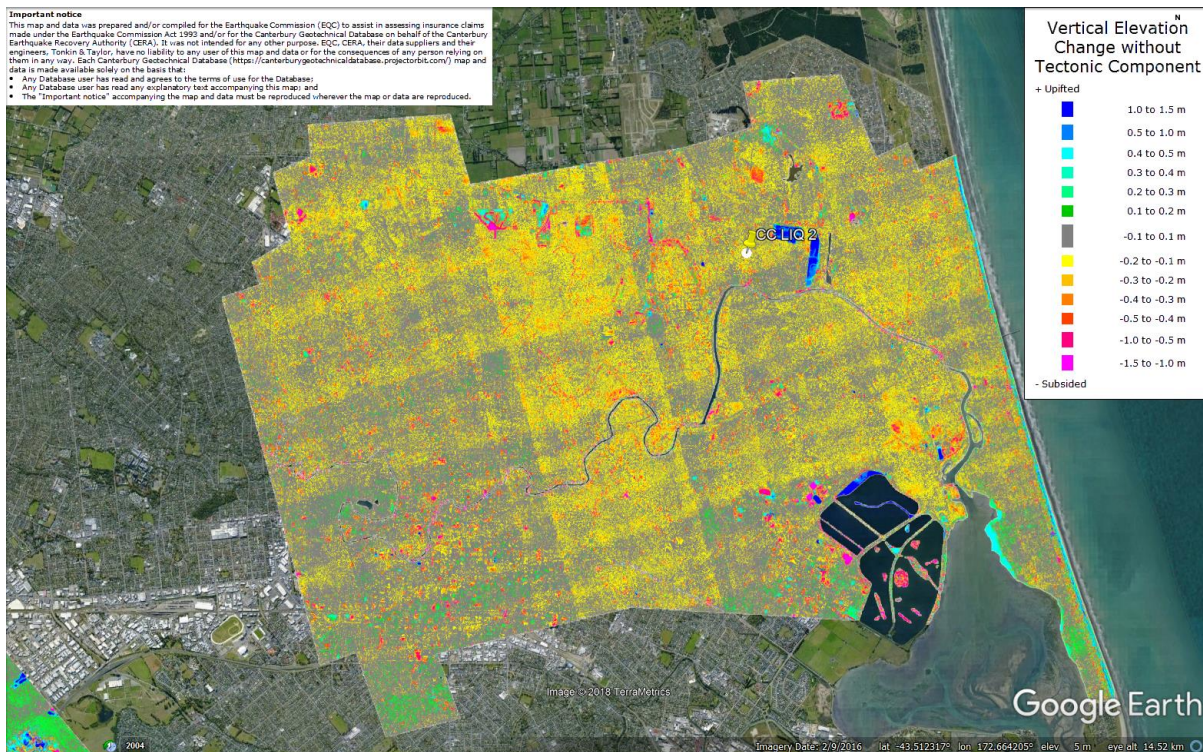 Important notice
This map and data was prepared and/or compiled for the Earthquake Commission (EQC) to assist in assessing insurance claims
made under the Earthquake Commission Act 1993 and/or for the Canterbury Geotechnical Database on behalf of the Canterbury
Earthquake Recovery Authority (CERA). It was not intended for any other purpose. EQC, CERA, their data suppliers and their
engineers, Tonkin & Taylor, have no liability to any user of this map and data or for the consequences of any person relying on
them in any way. Each Canterbury Geotechnical Database (https://canterburygeotechnicaldatabase.projectorbit.com/) map and
data is made available solely on the basis that:
• Any Database user has read and agrees to the terms of use for the Database;
• Any Database user has read any explanatory text accompanying this map; and
• The "Important notice" accompanying the map and data must be reproduced wherever the map or data are reproduced.
N
Vertical Elevation
Change without
Tectonic Component
+ Upifted
1.0 to 1.5 m
0.5 to 1.0 m
0.4 to 0.5 m
0.3 to 0.4 m
0.2 to 0.3 m
0.1 to 0.2 m
-0.1 to 0.1 m
-0.2 to -0.1 m
-0.3 to -0.2 m
-0.4 to -0.3 m
-0.5 to -0.4 m
-1.0 to -0.5 m
-1.5 to -1.0 m
- Subsided
CC LIQ 2
Image © 2018 TerraMetrics
Google Earth
2004
Imagery Date: 2/9/2016 lat -43.512317° lon 172.664205° elev 5 m eye alt 14.52 km